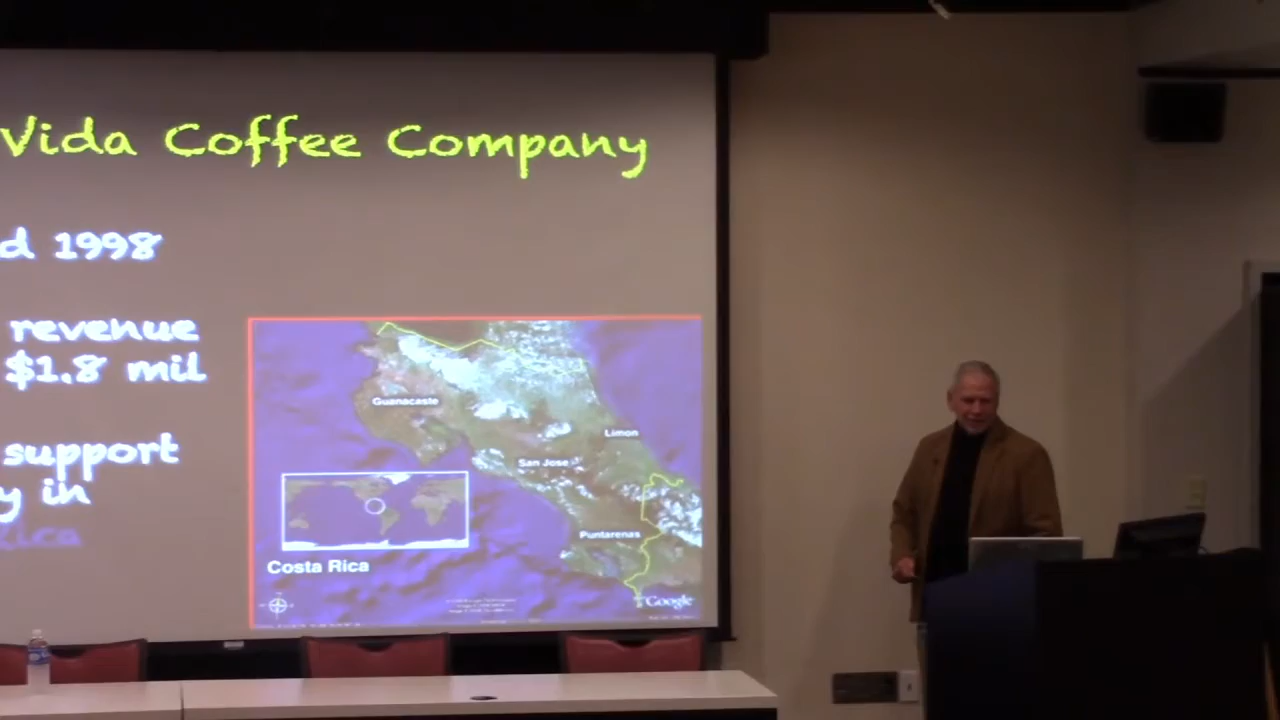 Vida Coffee Company
d 1998
revenue
$1.8 mil
support
y in
Guanacaste
Limon
San Jose
Puntarenas
Costa Rica
Google